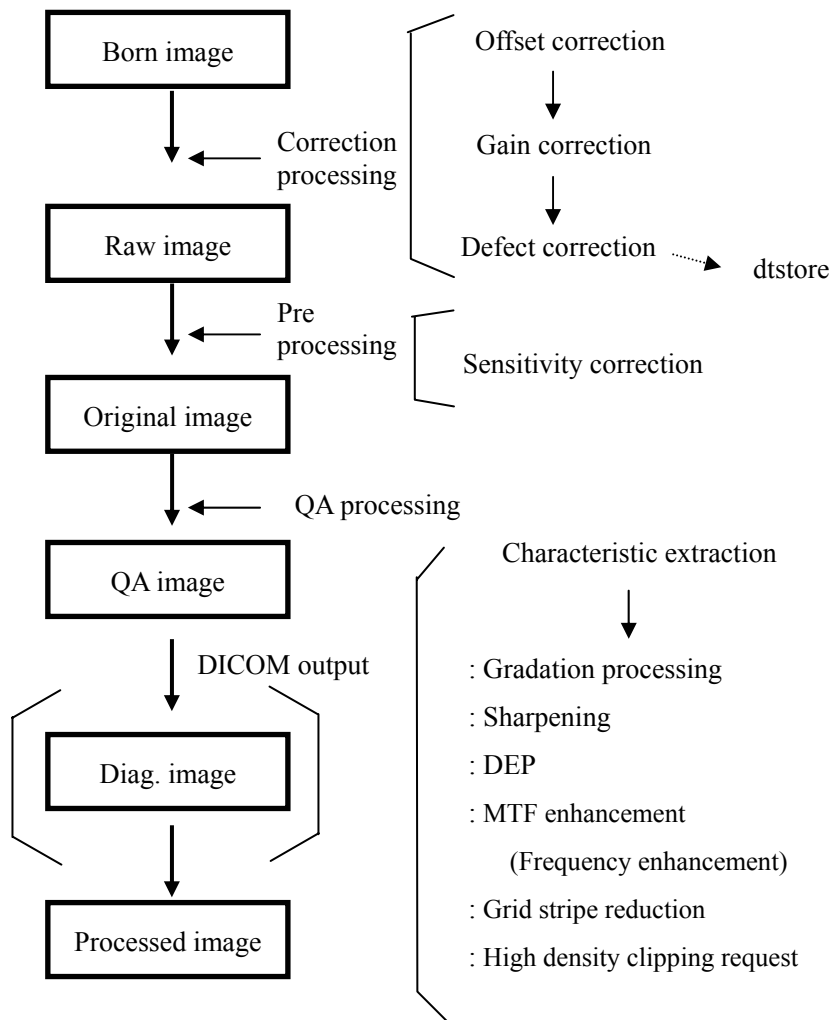 Born image
Correction
processing
Offset correction
Gain correction
Defect correction
dtstore
Raw image
Pre
processing
Sensitivity correction
Original image
QA processing
QA image
Characteristic extraction
: Gradation processing
: Sharpening
: DEP
: MTF enhancement
(Frequency enhancement)
: Grid stripe reduction
: High density clipping request
DICOM output
Diag. image
Processed image